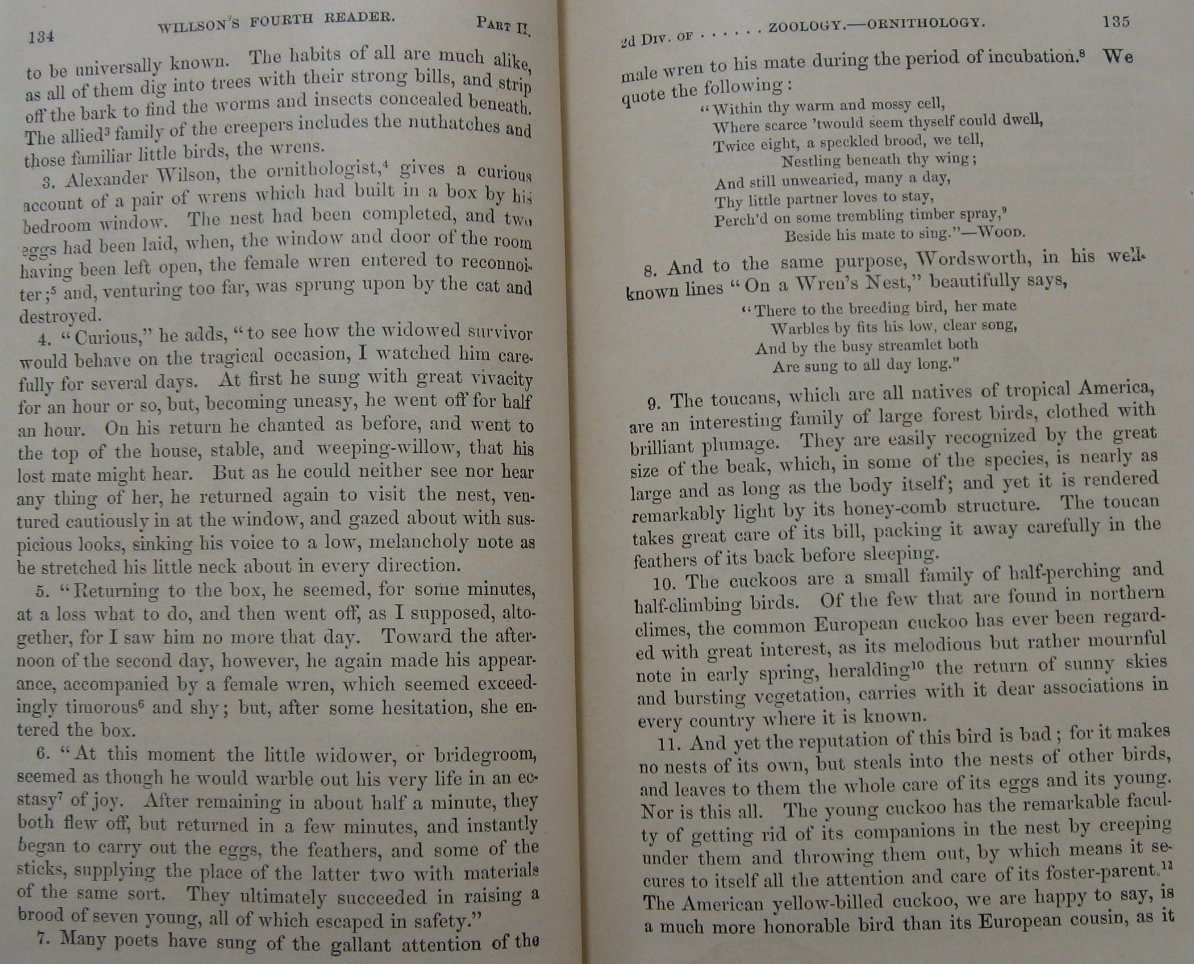 134 WILLSON'S FOURTH READER. PART II.
to be universally known. The habits of all are much alike,
as all of them dig into trees with their strong bills, and strip
off the bark to find the worms and insects concealed beneath.
The allied³ family of the creepers includes the nuthatches and
those familiar little birds, the wrens.
3. Alexander Wilson, the ornithologist,⁴ gives a curious
account of a pair of wrens which had built in a box by his
bedroom window. The nest had been completed, and two
eggs had been laid, when, the window and door of the room
having been left open, the female wren entered to reconnoi-
ter;⁵ and, venturing too far, was sprung upon by the cat and
destroyed.
4. "Curious," he adds, "to see how the widowed survivor
would behave on the tragical occasion, I watched him care-
fully for several days. At first he sung with great vivacity
for an hour or so, but, becoming uneasy, he went off for half
an hour. On his return he chanted as before, and went to
the top of the house, stable, and weeping-willow, that his
lost mate might hear. But as he could neither see nor hear
any thing of her, he returned again to visit the nest, ven-
tured cautiously in at the window, and gazed about with sus-
picious looks, sinking his voice to a low, melancholy note as
he stretched his little neck about in every direction.
5. "Returning to the box, he seemed, for some minutes,
at a loss what to do, and then went off, as I supposed, alto-
gether, for I saw him no more that day. Toward the after-
noon of the second day, however, he again made his appear-
ance, accompanied by a female wren, which seemed exceed-
ingly timorous⁶ and shy; but, after some hesitation, she en-
tered the box.
6. "At this moment the little widower, or bridegroom,
seemed as though he would warble out his very life in an ec-
stasy⁷ of joy. After remaining in about half a minute, they
both flew off, but returned in a few minutes, and instantly
began to carry out the eggs, the feathers, and some of the
sticks, supplying the place of the latter two with materials
of the same sort. They ultimately succeeded in raising a
brood of seven young, all of which escaped in safety."
7. Many poets have sung of the gallant attention of the
2d DIV. OF · · · · · · ZOOLOGY.—ORNITHOLOGY. 135
male wren to his mate during the period of incubation.⁸ We
quote the following:
"Within thy warm and mossy cell,
Where scarce 'twould seem thyself could dwell,
Twice eight, a speckled brood, we tell,
Nestling beneath thy wing;
And still unwearied, many a day,
Thy little partner loves to stay,
Perch'd on some trembling timber spray,⁹
Beside his mate to sing."—WOOD.
8. And to the same purpose, Wordsworth, in his well-
known lines "On a Wren's Nest," beautifully says,
"There to the breeding bird, her mate
Warbles by fits his low, clear song,
And by the busy streamlet both
Are sung to all day long."
9. The toucans, which are all natives of tropical America,
are an interesting family of large forest birds, clothed with
brilliant plumage. They are easily recognized by the great
size of the beak, which, in some of the species, is nearly as
large and as long as the body itself; and yet it is rendered
remarkably light by its honey-comb structure. The toucan
takes great care of its bill, packing it away carefully in the
feathers of its back before sleeping.
10. The cuckoos are a small family of half-perching and
half-climbing birds. Of the few that are found in northern
climes, the common European cuckoo has ever been regard-
ed with great interest, as its melodious but rather mournful
note in early spring, heralding¹⁰ the return of sunny skies
and bursting vegetation, carries with it dear associations in
every country where it is known.
11. And yet the reputation of this bird is bad; for it makes
no nests of its own, but steals into the nests of other birds,
and leaves to them the whole care of its eggs and its young.
Nor is this all. The young cuckoo has the remarkable facul-
ty of getting rid of its companions in the nest by creeping
under them and throwing them out, by which means it se-
cures to itself all the attention and care of its foster-parent.¹¹
The American yellow-billed cuckoo, we are happy to say, is
a much more honorable bird than its European cousin, as it